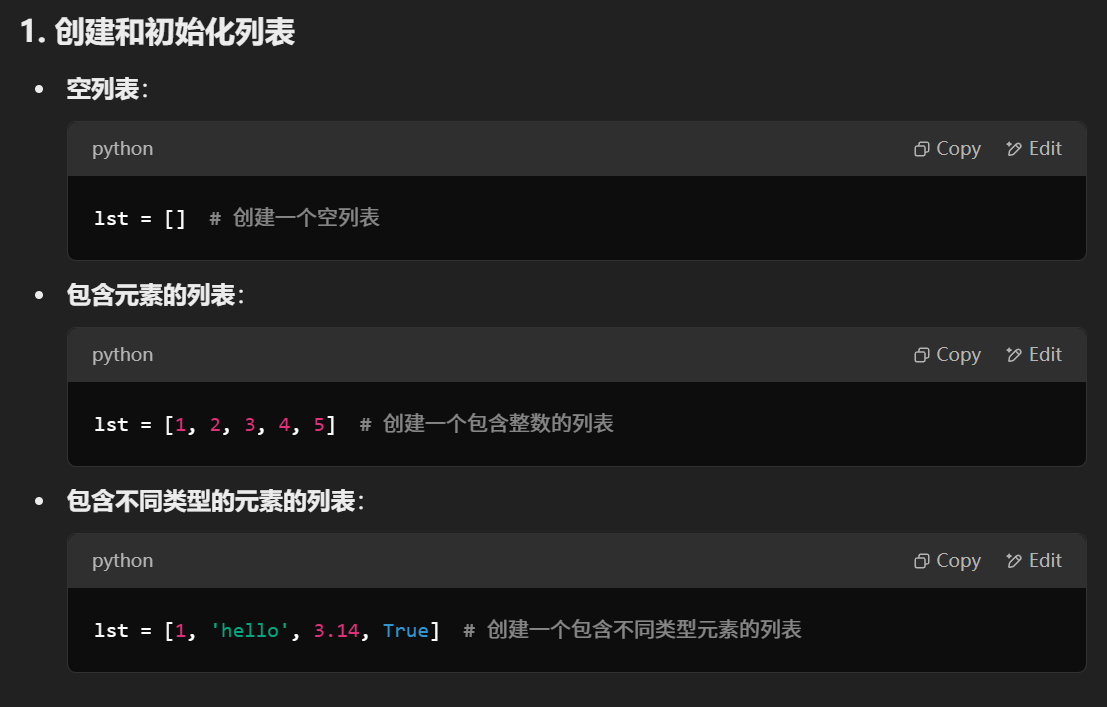 1. 创建和初始化列表
• 空列表：
python Copy Edit
lst = []  # 创建一个空列表
• 包含元素的列表：
python Copy Edit
lst = [1, 2, 3, 4, 5]  # 创建一个包含整数的列表
• 包含不同类型的元素的列表：
python Copy Edit
lst = [1, 'hello', 3.14, True]  # 创建一个包含不同类型元素的列表